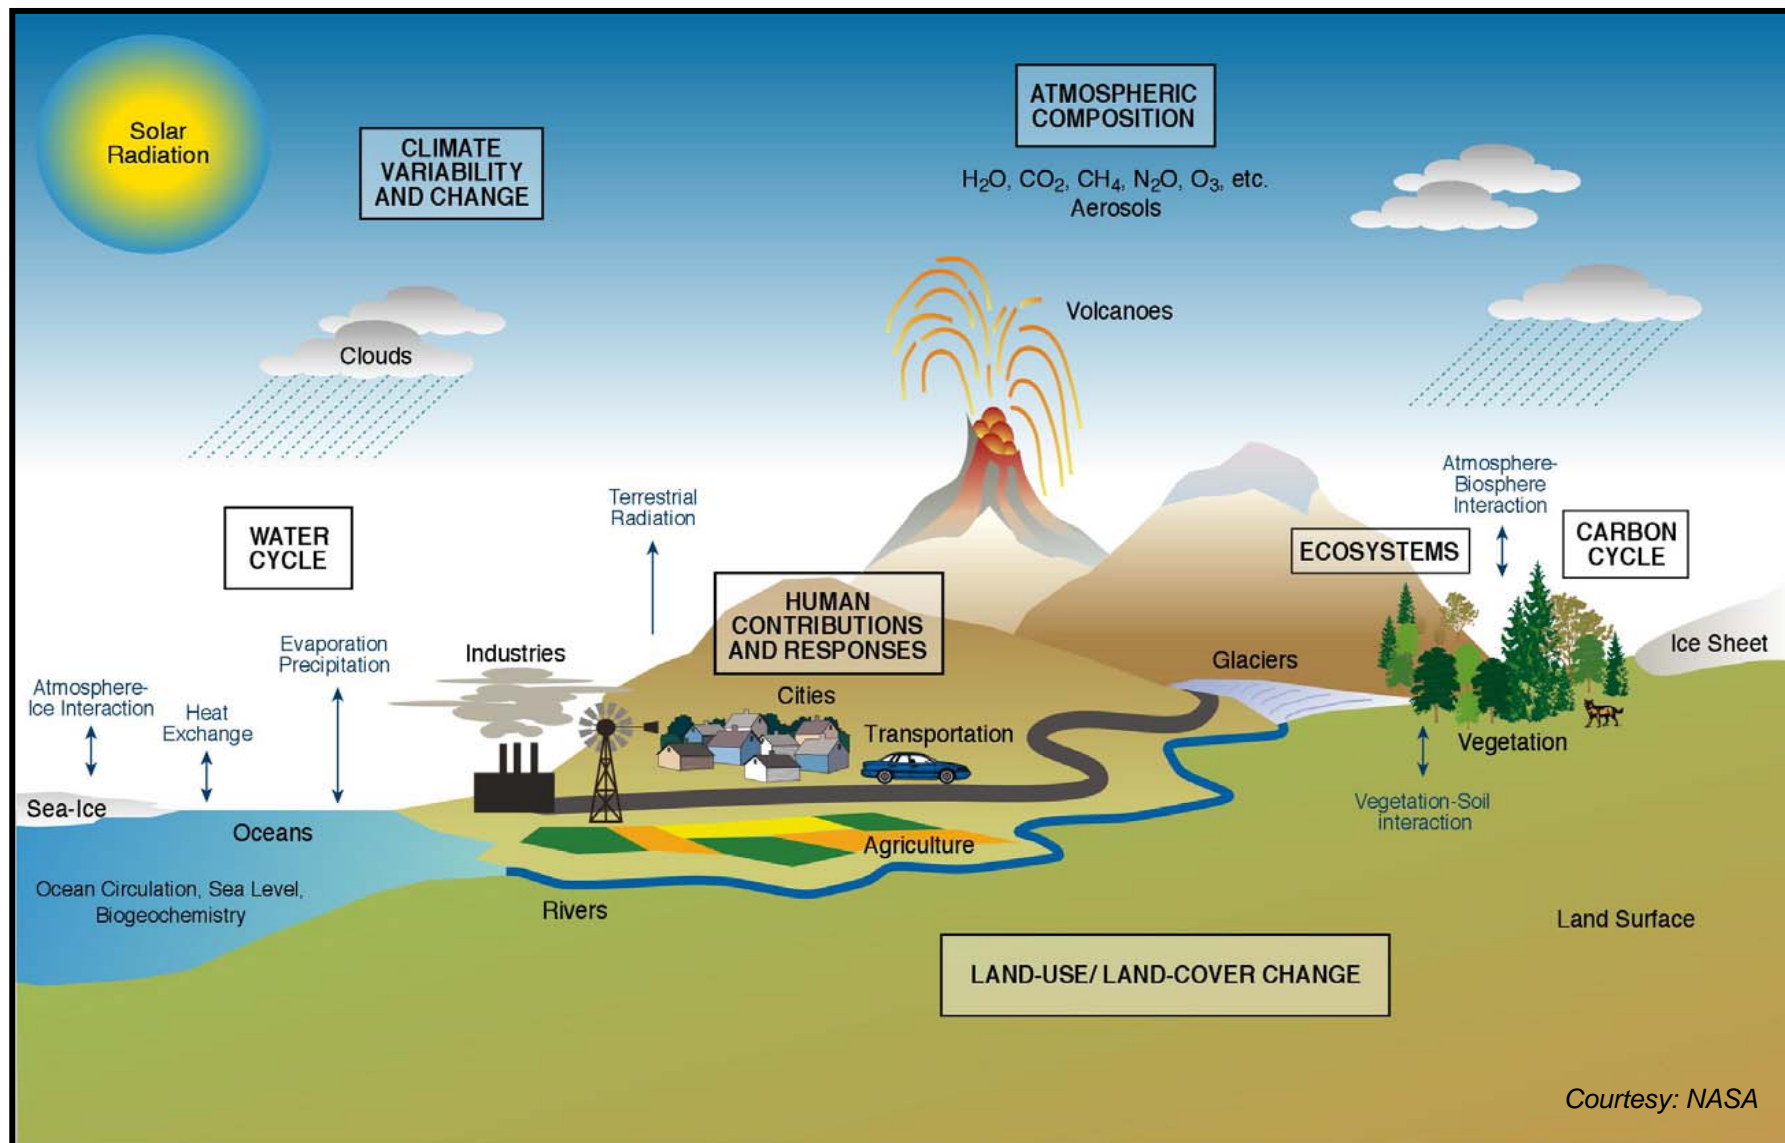 Solar
Radiation
CLIMATE
VARIABILITY
AND CHANGE
ATMOSPHERIC
COMPOSITION
H₂O, CO₂, CH₄, N₂O, O₃, etc.
Aerosols
Clouds
Volcanoes
WATER
CYCLE
Terrestrial
Radiation
Atmosphere-
Biosphere
Interaction
ECOSYSTEMS
CARBON
CYCLE
HUMAN
CONTRIBUTIONS
AND RESPONSES
Evaporation
Precipitation
Industries
Glaciers
Ice Sheet
Atmosphere-
Ice Interaction
Heat
Exchange
Cities
Transportation
Vegetation
Sea-Ice
Oceans
Vegetation-Soil
interaction
Agriculture
Ocean Circulation, Sea Level,
Biogeochemistry
Rivers
Land Surface
LAND-USE/ LAND-COVER CHANGE
Courtesy: NASA